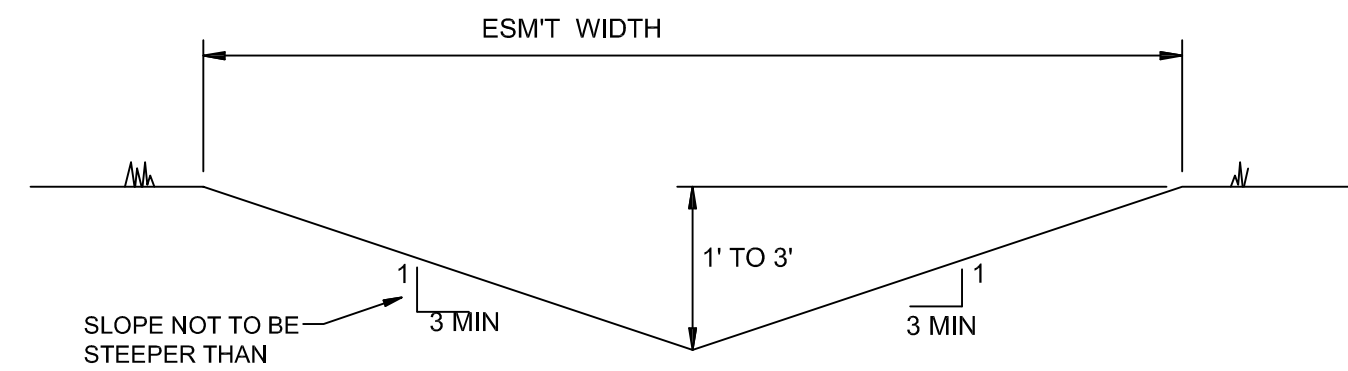 ESM'T WIDTH
1' TO 3'
1
3 MIN
1
3 MIN
SLOPE NOT TO BE
STEEPER THAN